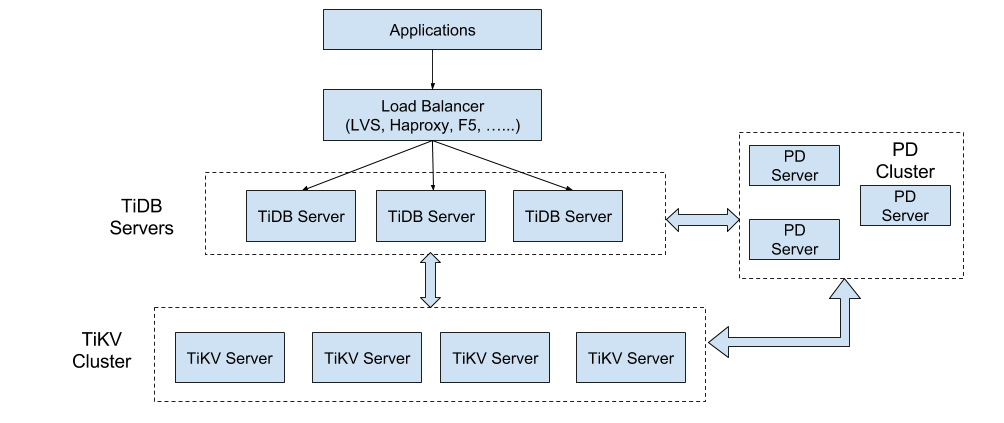 Applications
Load Balancer
(LVS, Haproxy, F5, …...)
TiDB
Servers
TiDB Server
TiDB Server
TiDB Server
PD
Server
PD
Cluster
PD
Server
PD
Server
TiKV
Cluster
TiKV Server
TiKV Server
TiKV Server
TiKV Server